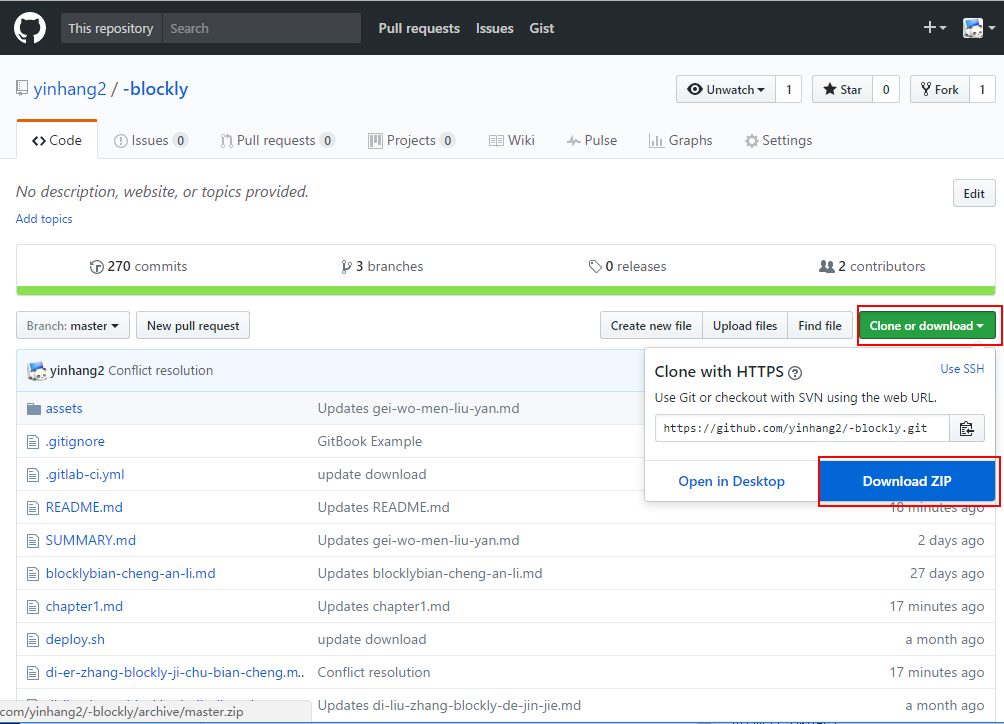 This repository Search Pull requests Issues Gist
yinhang2 / -blockly Unwatch 1 Star 0 Fork 1
Code Issues 0 Pull requests 0 Projects 0 Wiki Pulse Graphs Settings
No description, website, or topics provided. Edit
Add topics
270 commits 3 branches 0 releases 2 contributors
Branch: master New pull request Create new file Upload files Find file Clone or download
yinhang2 Conflict resolution
Clone with HTTPS Use SSH
Use Git or checkout with SVN using the web URL.
https://github.com/yinhang2/-blockly.git
Open in Desktop Download ZIP
assets Updates gei-wo-men-liu-yan.md
.gitignore GitBook Example
.gitlab-ci.yml update download
README.md Updates README.md 18 minutes ago
SUMMARY.md Updates gei-wo-men-liu-yan.md 2 days ago
blocklybian-cheng-an-li.md Updates blocklybian-cheng-an-li.md 27 days ago
chapter1.md Updates chapter1.md 17 minutes ago
deploy.sh update download a month ago
di-er-zhang-blockly-ji-chu-bian-cheng.m.. Conflict resolution 17 minutes ago
Updates di-liu-zhang-blockly-de-jin-jie.md a month ago
com/yinhang2/-blockly/archive/master.zip